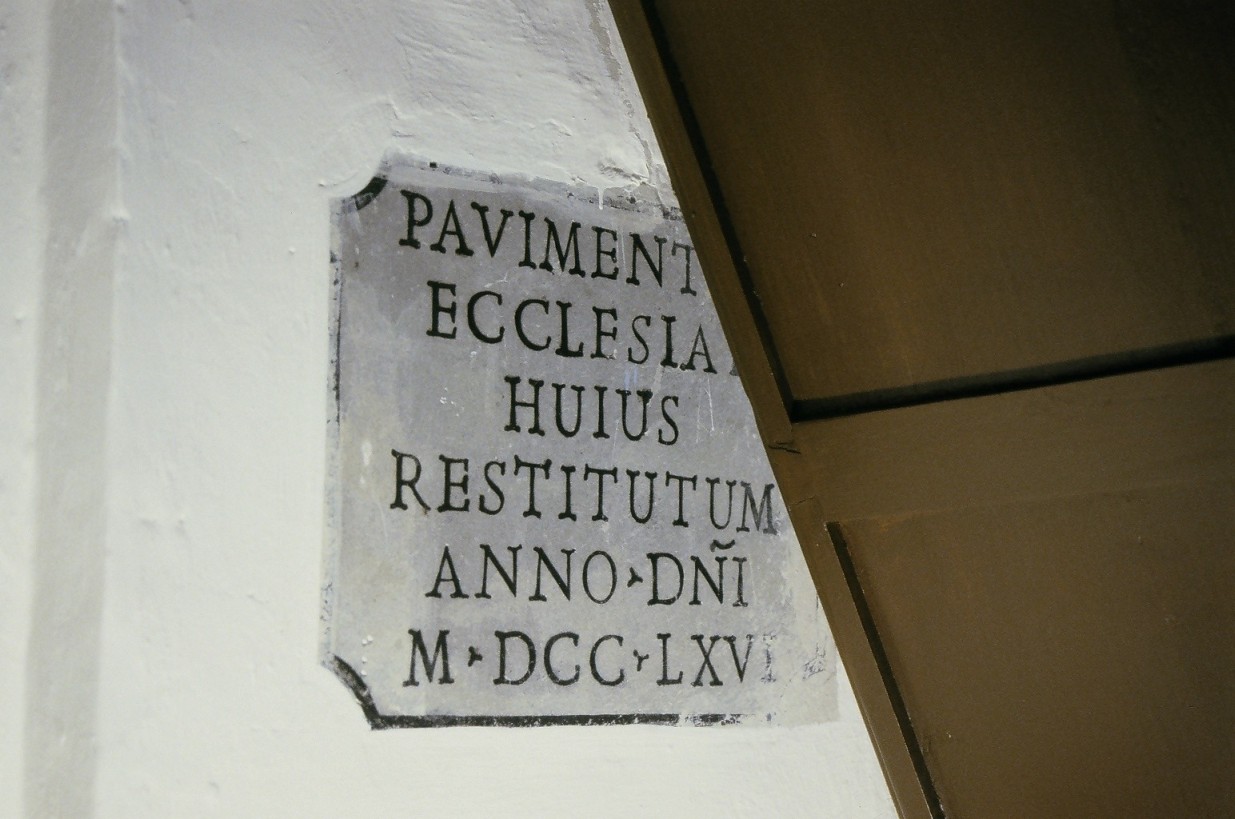 PAVIMENT
ECCLESIA
HUIUS
RESTITUTUM
ANNO·DÑI
M·DCC·LXVI